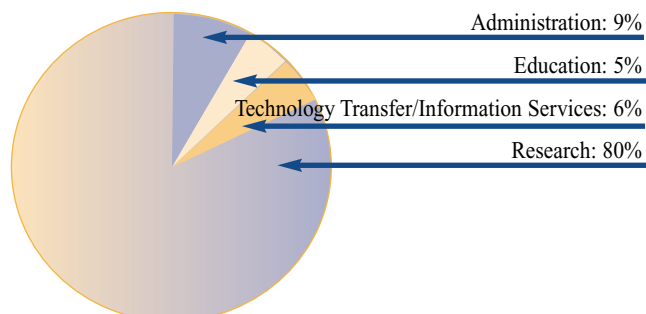 Administration: 9%
Education: 5%
Technology Transfer/Information Services: 6%
Research: 80%